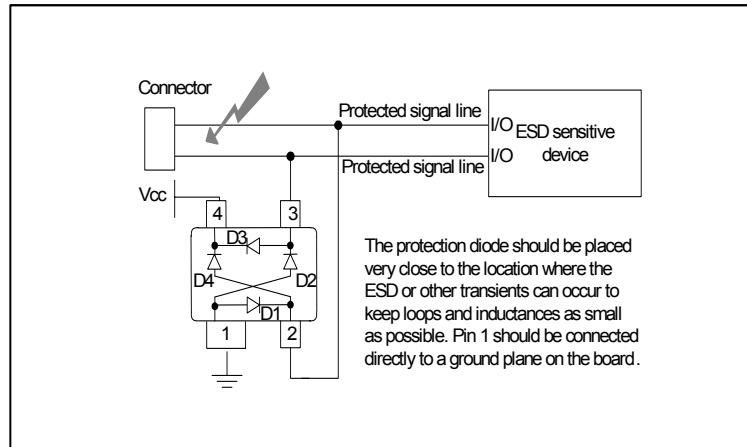 Connector
Protected signal line
I/O
ESD sensitive
device
I/O
Protected signal line
Vcc
4
3
D3
D4
D2
D1
1
2
The protection diode should be placed
very close to the location where the
ESD or other transients can occur to
keep loops and inductances as small
as possible. Pin 1 should be connected
directly to a ground plane on the board.